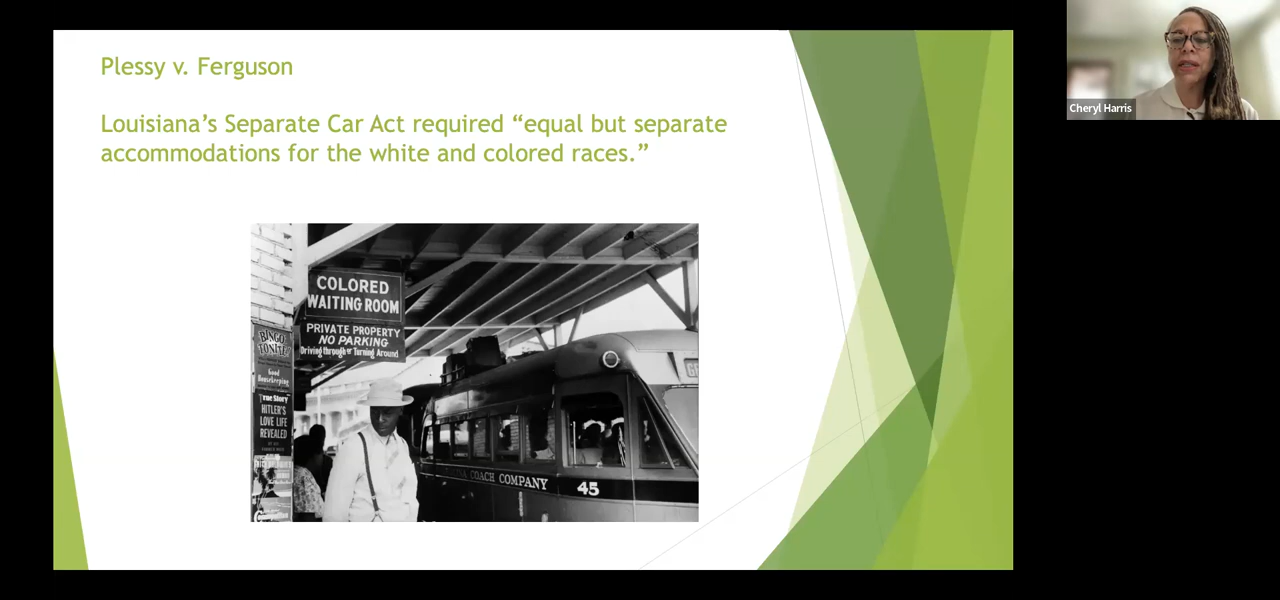 Plessy v. Ferguson
Louisiana's Separate Car Act required “equal but separate
accommodations for the white and colored races.”
Cheryl Harris
COLORED
WAITING ROOM
PRIVATE PROPERTY
NO PARKING
Driving through or Turning Around
BINGO
TONITE!
Good
Housekeeping
True Story
HITLER'S
LOVE LIFE
REVEALED
COACH COMPANY
45